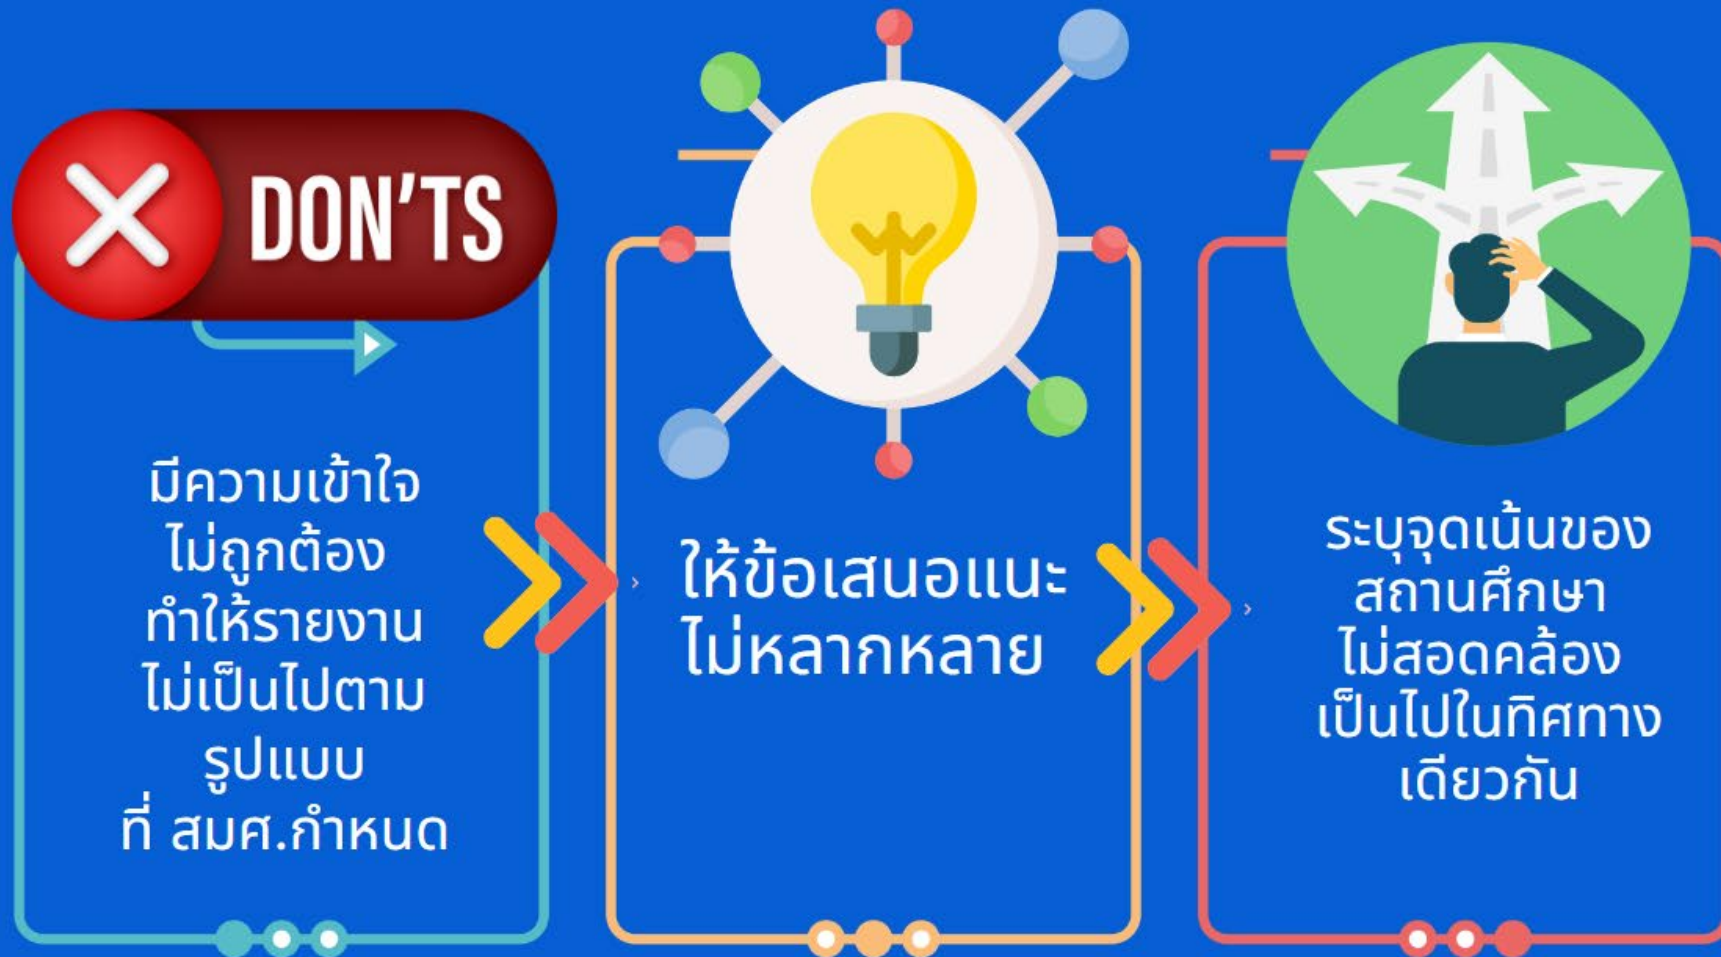 DON'TS
มีความเข้าใจ
ไม่ถูกต้อง
ทำให้รายงาน
ไม่เป็นไปตาม
รูปแบบ
ที่ สมศ.กำหนด
ให้ข้อเสนอแนะ
ไม่หลากหลาย
ระบุจุดเน้นของ
สถานศึกษา
ไม่สอดคล้อง
เป็นไปในทิศทาง
เดียวกัน